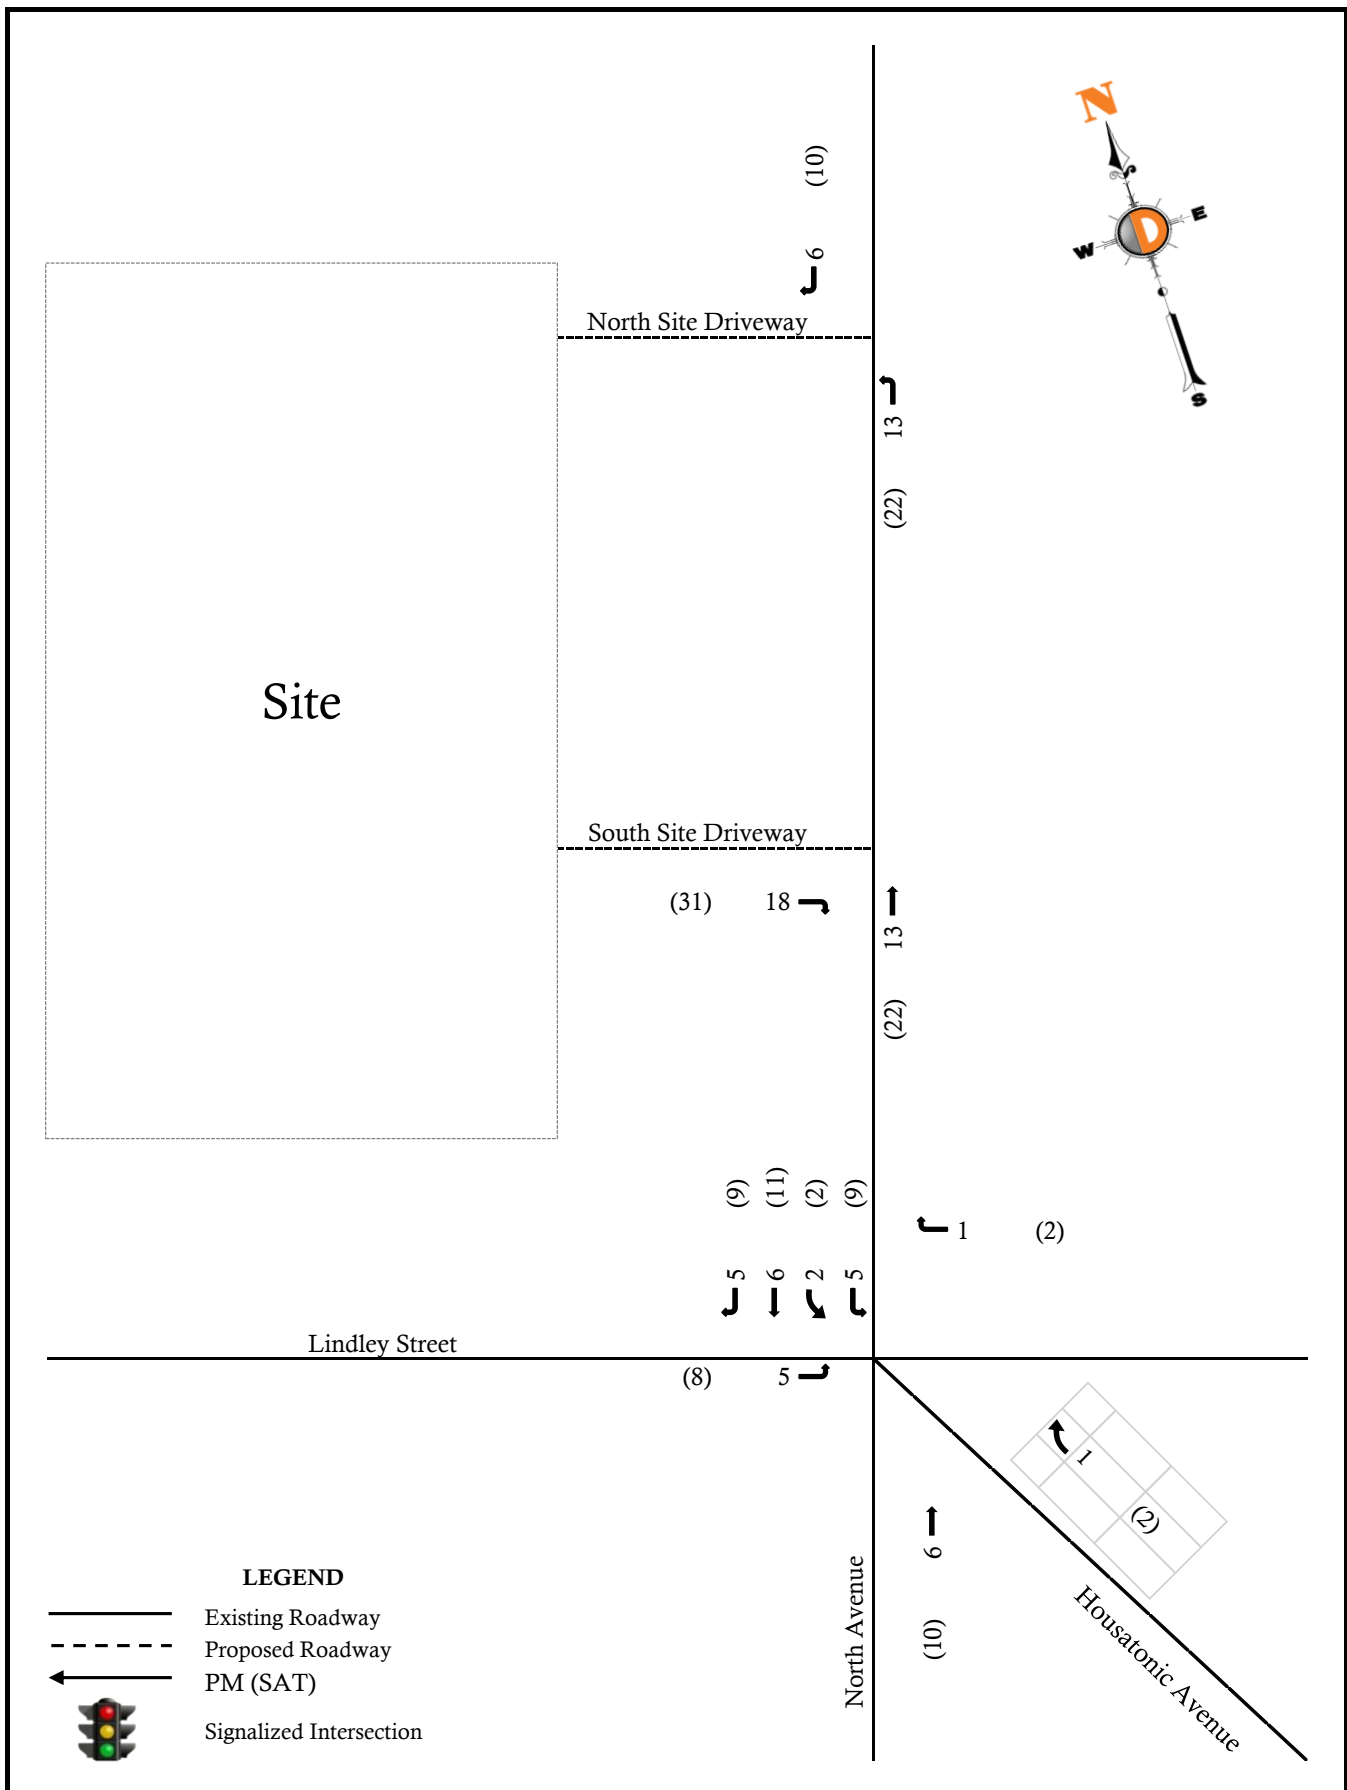 N
(10)
6
W
E
North Site Driveway
S
13
(22)
Site
South Site Driveway
(31) 18
13
(22)
(9) (11) (2) (9)
1 (2)
5 6 2 5
Lindley Street
(8) 5
1
(2)
6
(10)
North Avenue
Housatonic Avenue
LEGEND
Existing Roadway
Proposed Roadway
PM (SAT)
Signalized Intersection